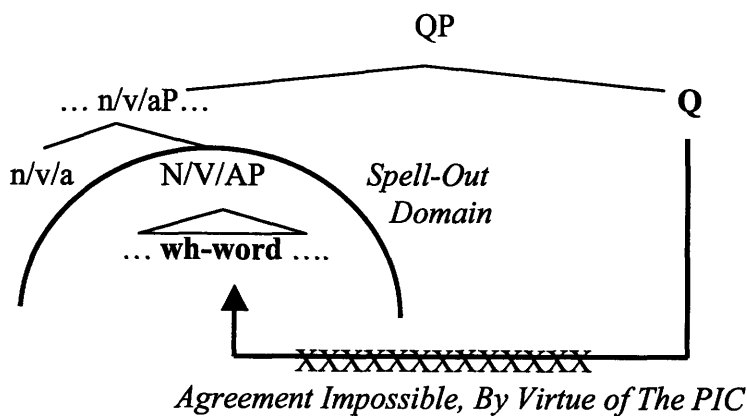 QP
… n/v/aP…
Q
n/v/a
N/V/AP
Spell-Out
Domain
… wh-word ….
XXXXXXXXXXXXXX
Agreement Impossible, By Virtue of The PIC